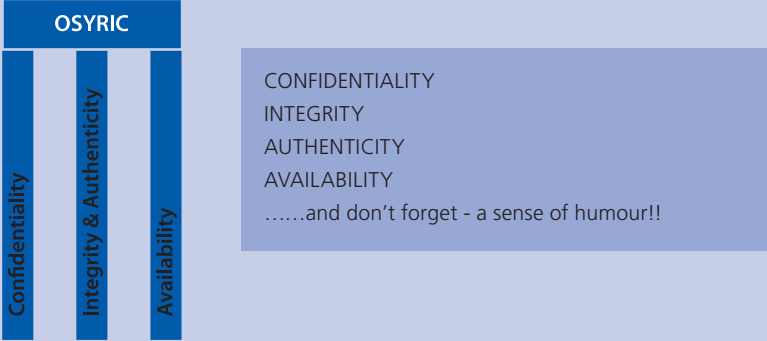 OSYRIC
Confidentiality
Integrity & Authenticity
Availability
CONFIDENTIALITY
INTEGRITY
AUTHENTICITY
AVAILABILITY
……and don’t forget - a sense of humour!!